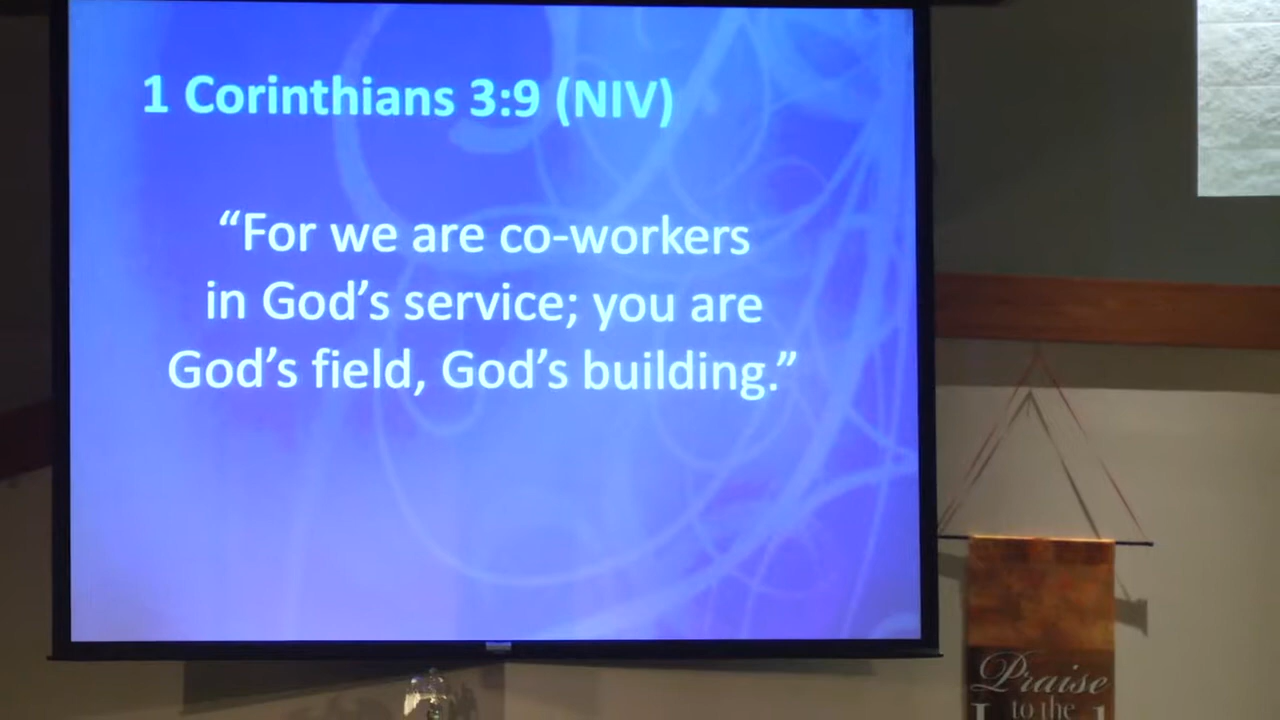 1 Corinthians 3:9 (NIV)
“For we are co-workers
in God’s service; you are
God’s field, God’s building.”
Praise
to the